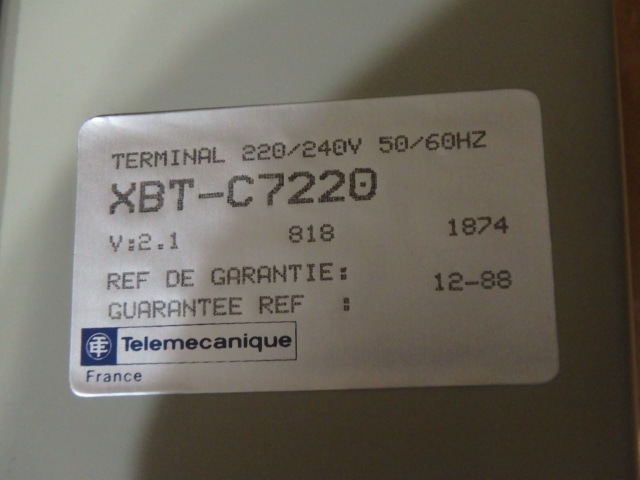 TERMINAL 220/240V 50/60HZ
XBT-C7220
V:2.1 818 1874
REF DE GARANTIE: 12-88
GUARANTEE REF :
TE Telemecanique
France